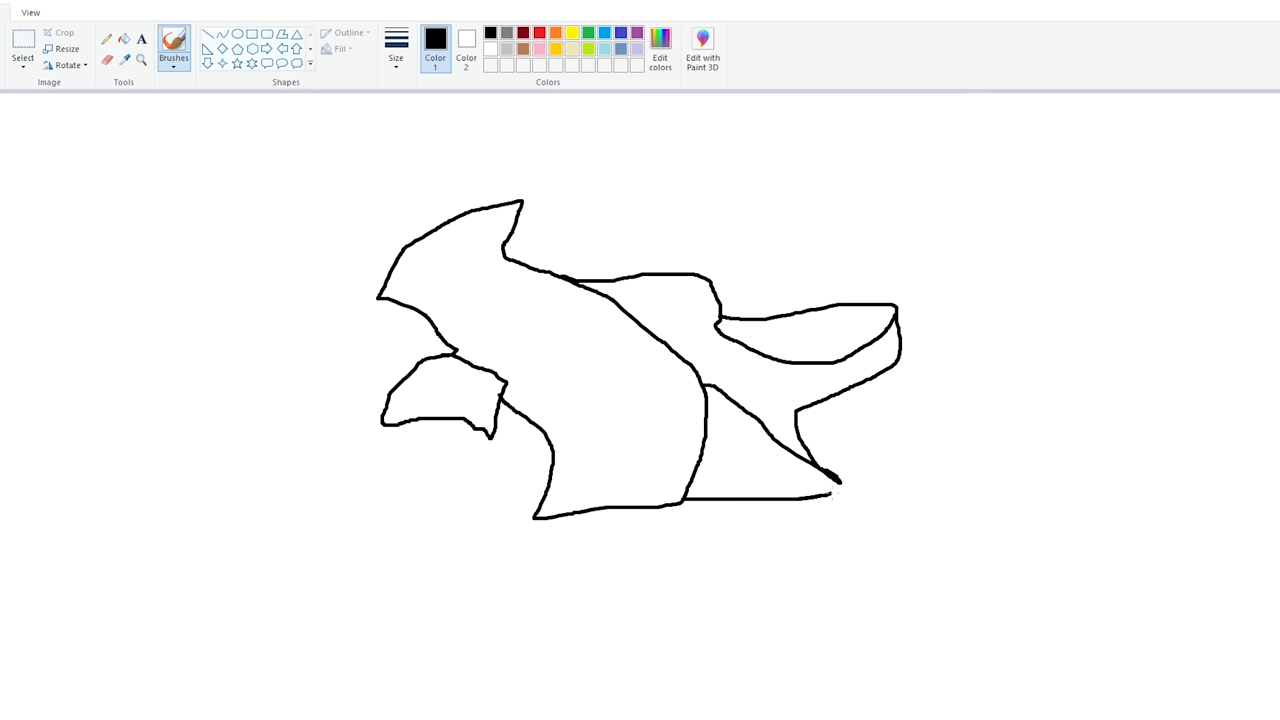 View
Crop
Resize
Rotate
Select
Image
A
Tools
Brushes
Shapes
Outline
Fill
Size
Color
1
Color
2
Colors
Edit
colors
Edit with
Paint 3D